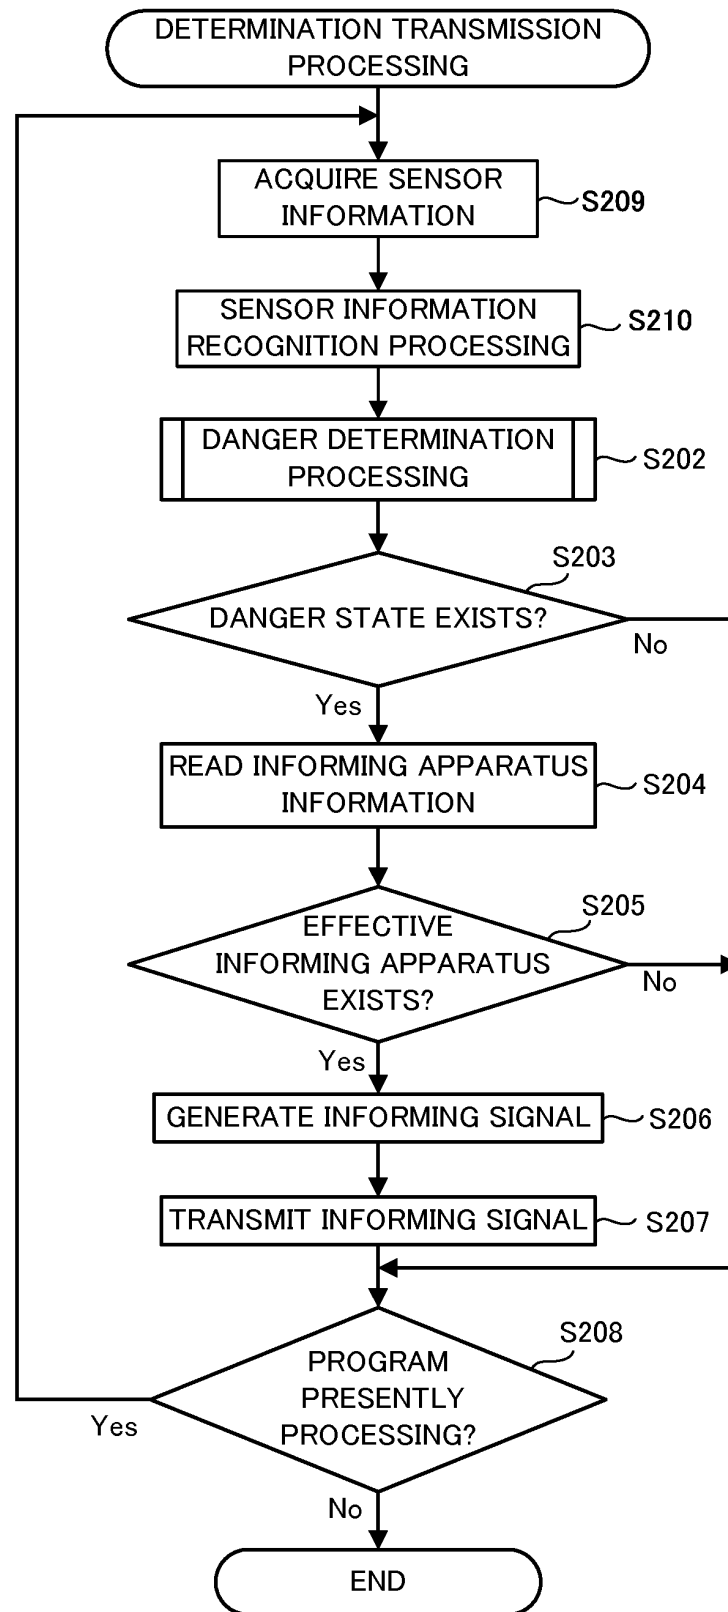 DETERMINATION TRANSMISSION
PROCESSING
ACQUIRE SENSOR
INFORMATION
S209
SENSOR INFORMATION
RECOGNITION PROCESSING
S210
DANGER DETERMINATION
PROCESSING
S202
S203
DANGER STATE EXISTS?
No
Yes
READ INFORMING APPARATUS
INFORMATION
S204
S205
EFFECTIVE
INFORMING APPARATUS
EXISTS?
No
Yes
GENERATE INFORMING SIGNAL
S206
TRANSMIT INFORMING SIGNAL
S207
S208
PROGRAM
PRESENTLY
PROCESSING?
Yes
No
END